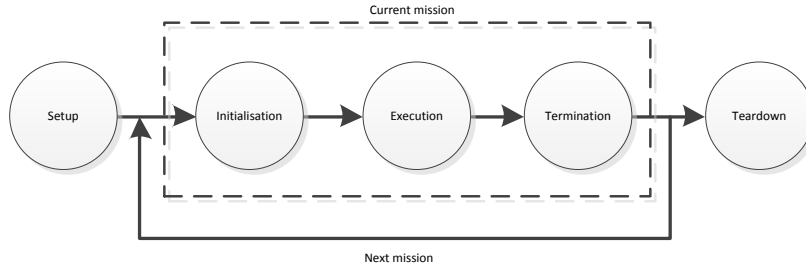 Current mission
Setup
Initialisation
Execution
Termination
Teardown
Next mission